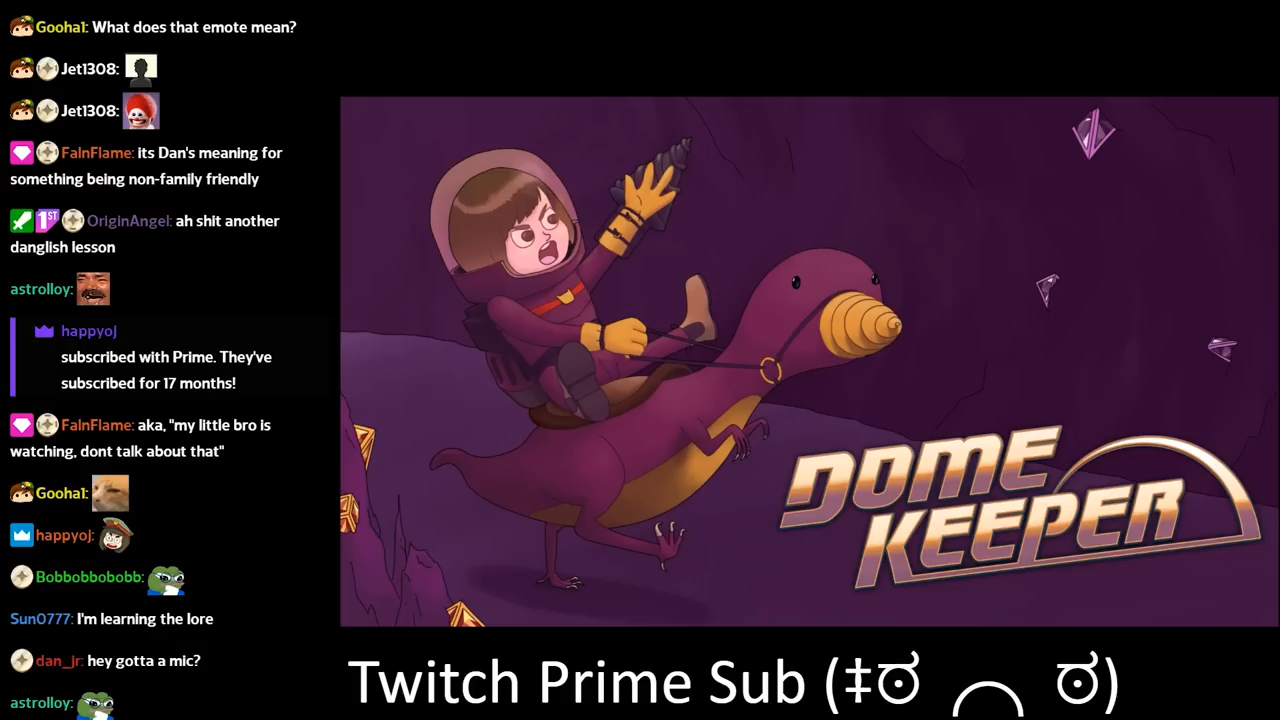 Gooha1: What does that emote mean?
Jet1308:
Jet1308:
FalnFlame: its Dan's meaning for
something being non-family friendly
1ST OriginAngel: ah shit another
danglish lesson
astrolloy:
happyoj
subscribed with Prime. They've
subscribed for 17 months!
FalnFlame: aka, "my little bro is
watching, dont talk about that"
Gooha1:
happyoj:
Bobbobbobobb:
Sun0777: I'm learning the lore
dan_jr: hey gotta a mic?
astrolloy:
DOME
KEEPER
Twitch Prime Sub (‡ಠ ⌒ ಠ)